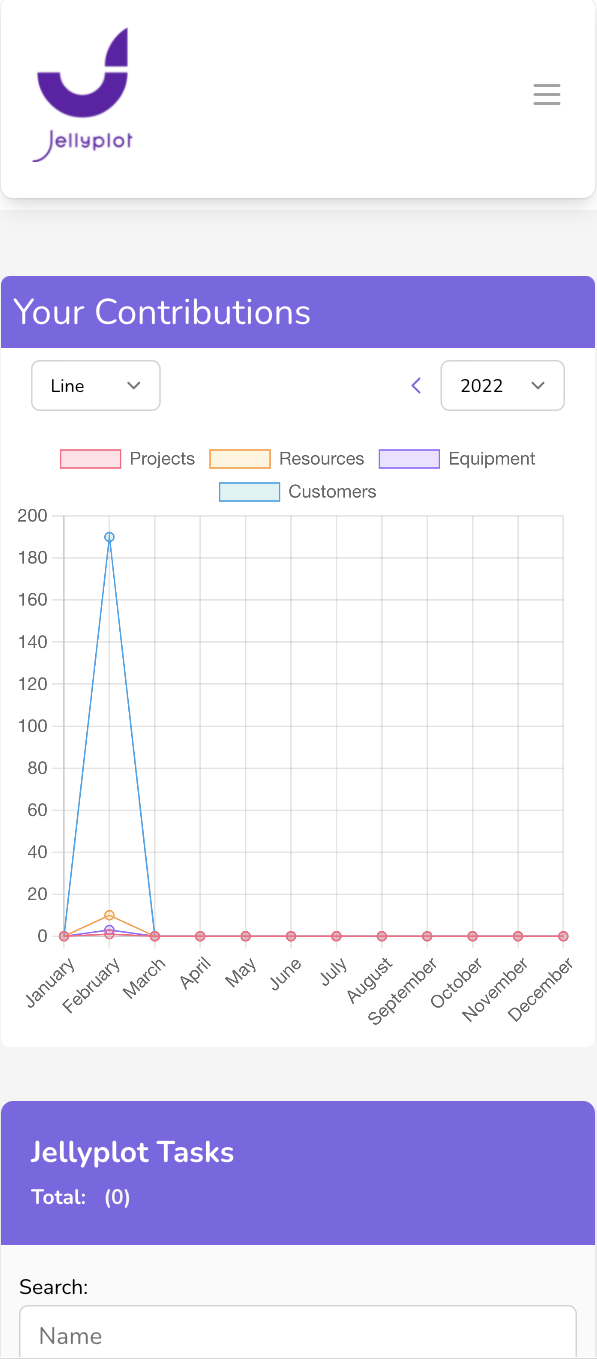 Jellyplot
Your Contributions
Line
2022
Projects Resources Equipment
Customers
200
180
160
140
120
100
80
60
40
20
0
January February March April May June July August September October November December
Jellyplot Tasks
Total: (0)
Search:
Name